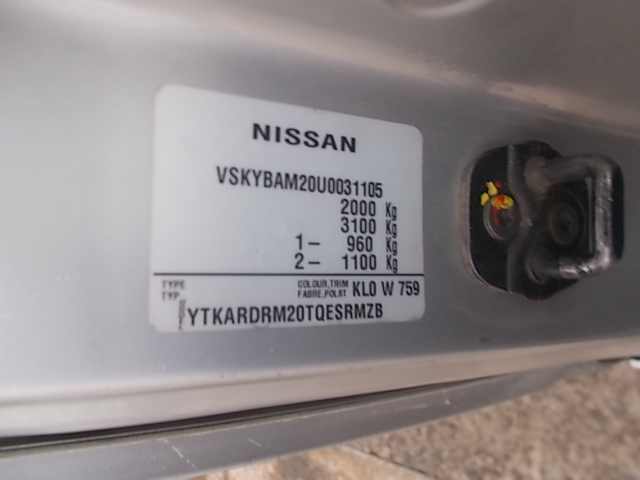 NISSAN
VSKYBAM20U0031105
2000 Kg
3100 Kg
1- 960 Kg
2- 1100 Kg
TYPE COLOUR,TRIM KL0 W 759
TYP FABRE,POLST
YTKARDRM20TQESRMZB